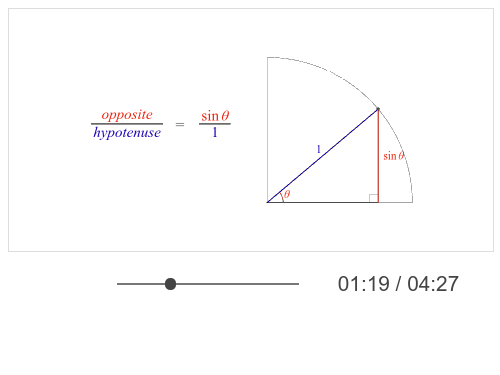 opposite
hypotenuse
=
sin θ
1
1
sin θ
θ
01:19 / 04:27